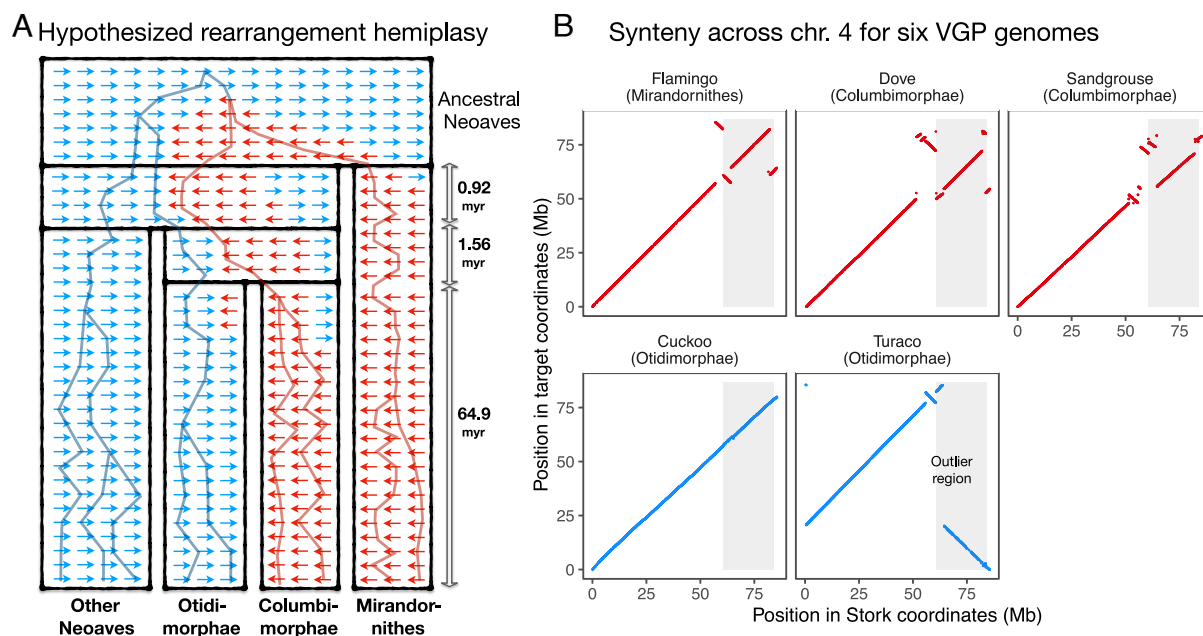 A Hypothesized rearrangement hemiplasy
Ancestral
Neoaves
0.92
myr
1.56
myr
64.9
myr
Other
Neoaves
Otidi-
morphae
Columbi-
morphae
Mirandor-
nithes
B Synteny across chr. 4 for six VGP genomes
Flamingo
(Mirandornithes)
Dove
(Columbimorphae)
Sandgrouse
(Columbimorphae)
75
50
25
0
0 25 50 75
Cuckoo
(Otidimorphae)
Turaco
(Otidimorphae)
75
50
25
0
Outlier
region
0 25 50 75
0 25 50 75
Position in target coordinates (Mb)
Position in Stork coordinates (Mb)